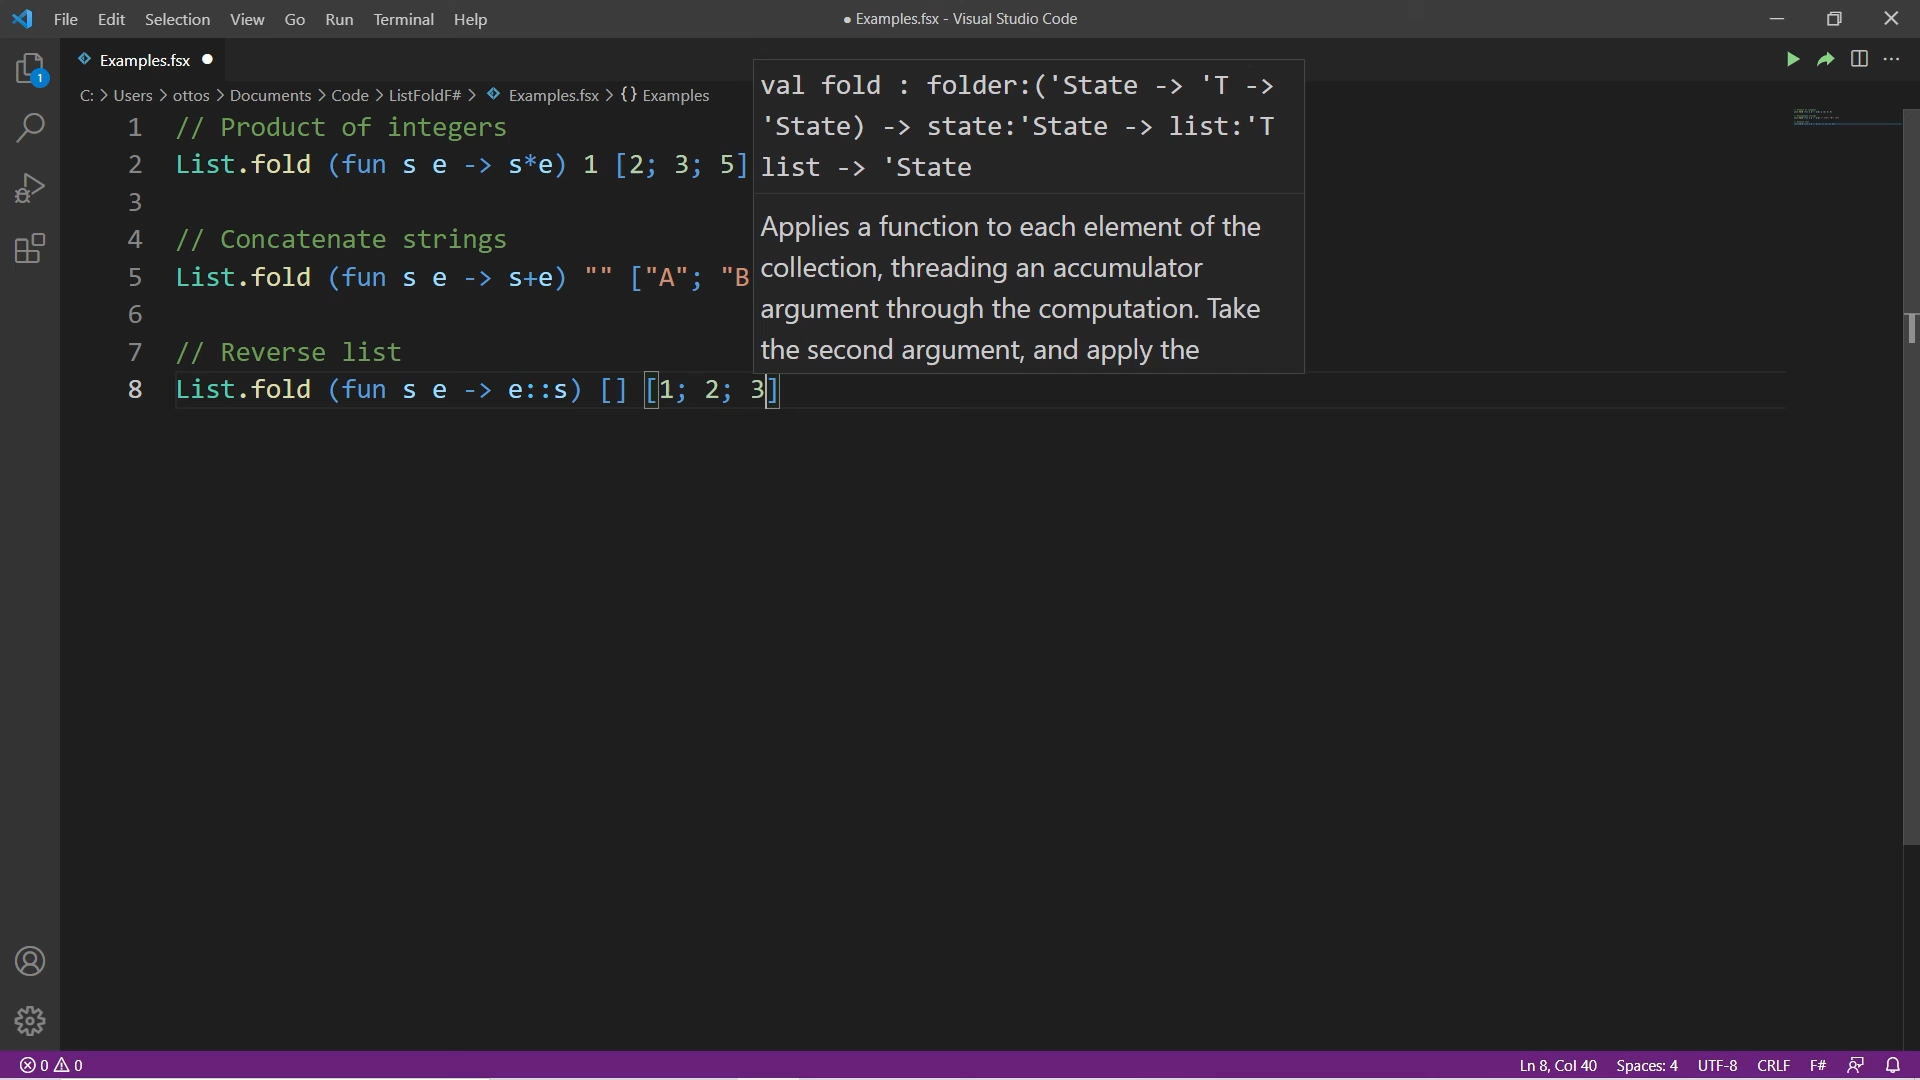 File Edit Selection View Go Run Terminal Help
● Examples.fsx - Visual Studio Code
1
Examples.fsx ●
C: > Users > ottos > Documents > Code > ListFoldF# > Examples.fsx > {} Examples
1 // Product of integers
2 List.fold (fun s e -> s*e) 1 [2; 3; 5]
3
4 // Concatenate strings
5 List.fold (fun s e -> s+e) "" ["A"; "B
6
7 // Reverse list
8 List.fold (fun s e -> e::s) [] [1; 2; 3]
val fold : folder:('State -> 'T ->
'State) -> state:'State -> list:'T
list -> 'State
Applies a function to each element of the
collection, threading an accumulator
argument through the computation. Take
the second argument, and apply the
0 0
Ln 8, Col 40 Spaces: 4 UTF-8 CRLF F#